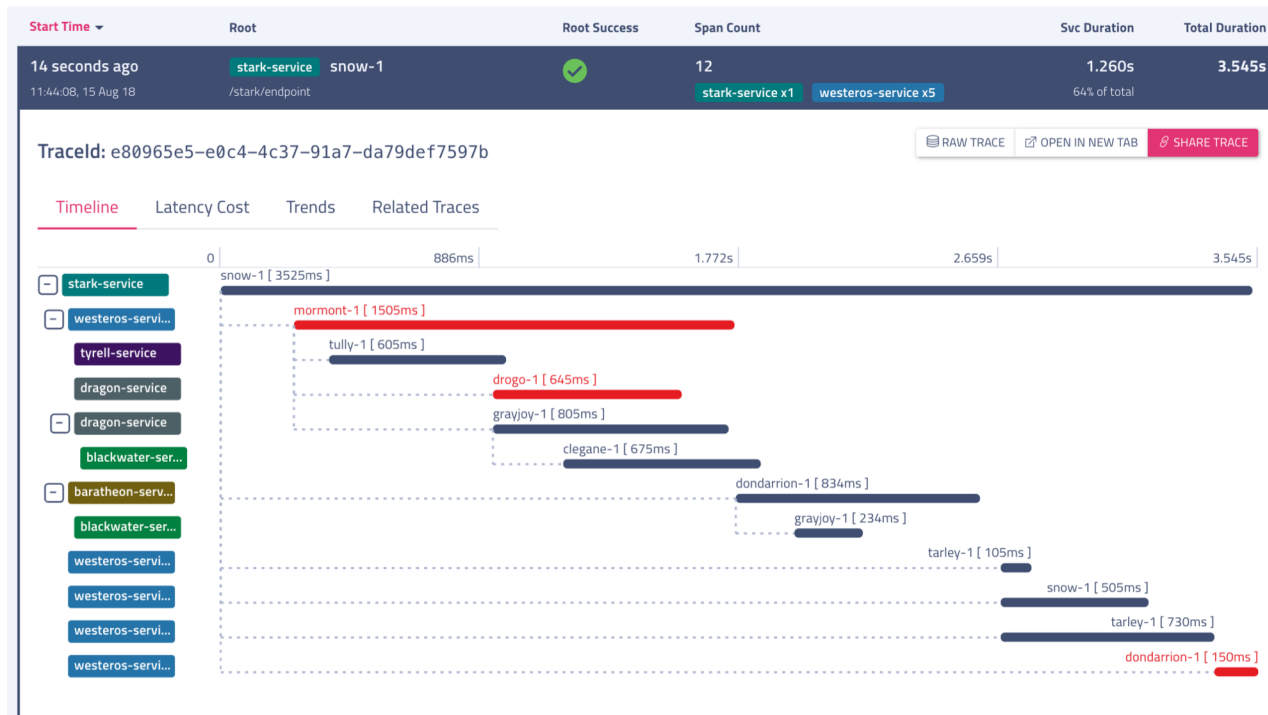 Start Time Root Root Success Span Count Svc Duration Total Duration
14 seconds ago stark-service snow-1 12 1.260s 3.545s
11:44:08, 15 Aug 18 /stark/endpoint stark-service x1 westeros-service x5 64% of total
TraceId: e80965e5-e0c4-4c37-91a7-da79def7597b RAW TRACE OPEN IN NEW TAB SHARE TRACE
Timeline Latency Cost Trends Related Traces
0 886ms 1.772s 2.659s 3.545s
stark-service snow-1 [ 3525ms ]
westeros-servi... mormont-1 [ 1505ms ]
tyrell-service tully-1 [ 605ms ]
dragon-service drogo-1 [ 645ms ]
dragon-service grayjoy-1 [ 805ms ]
blackwater-ser... clegane-1 [ 675ms ]
baratheon-serv... dondarrion-1 [ 834ms ]
blackwater-ser... grayjoy-1 [ 234ms ]
westeros-servi... tarley-1 [ 105ms ]
westeros-servi... snow-1 [ 505ms ]
westeros-servi... tarley-1 [ 730ms ]
westeros-servi... dondarrion-1 [ 150ms ]